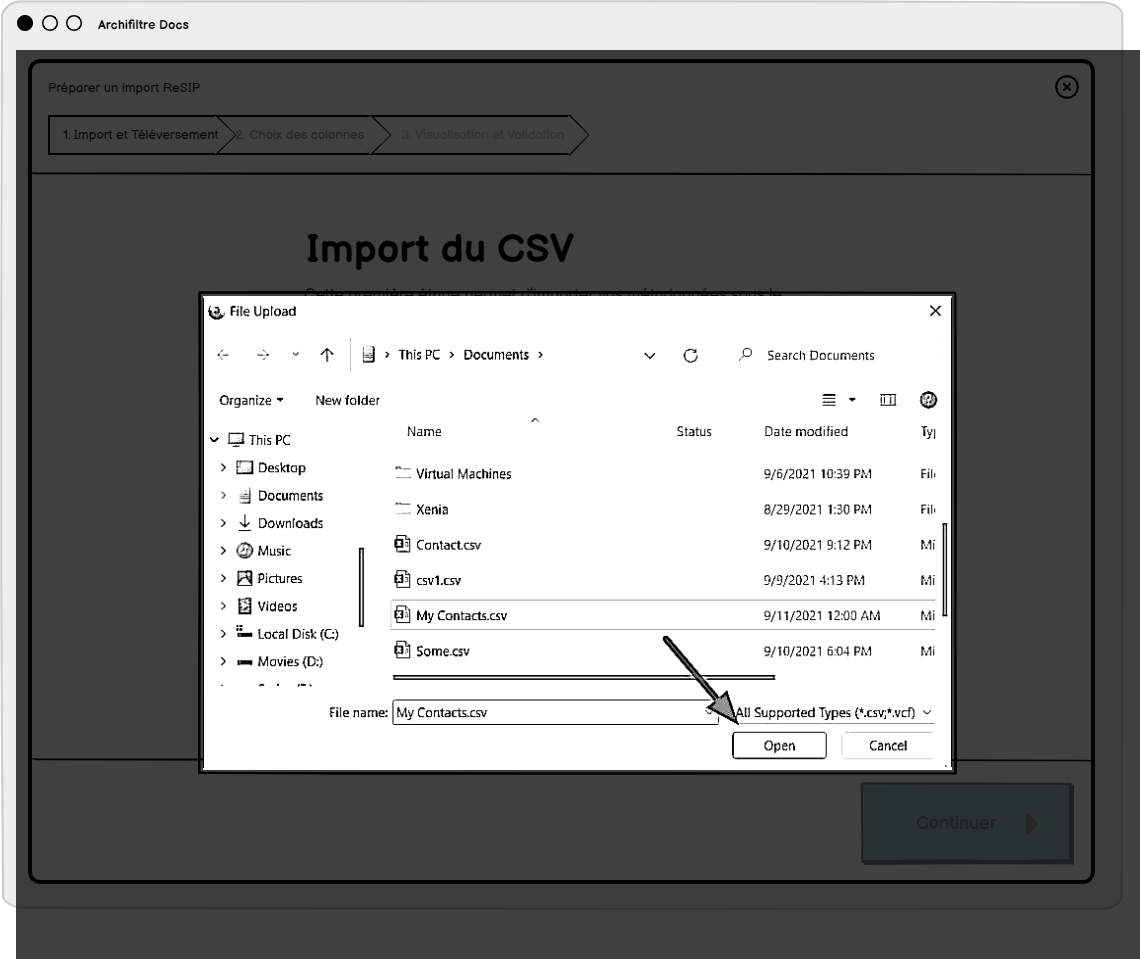 Archifiltre Docs
Préparer un import ReSIP
1. Import et Téléversement 2. Choix des colonnes 3. Visualisation et Validation
Import du CSV
Cette première étape permet d'importer vos métadonnées sous le
File Upload
This PC > Documents >
Search Documents
Organize
New folder
Name
Status
Date modified
Ty
This PC
Desktop
Documents
Downloads
Music
Pictures
Videos
Local Disk (C:)
Movies (D:)
Virtual Machines 9/6/2021 10:39 PM Fil
Xenia 8/29/2021 1:30 PM Fil
Contact.csv 9/10/2021 9:12 PM Mi
csv1.csv 9/9/2021 4:13 PM Mi
My Contacts.csv 9/11/2021 12:00 AM Mi
Some.csv 9/10/2021 6:04 PM Mi
File name: My Contacts.csv All Supported Types (*.csv;*.vcf)
Open
Cancel
Continuer